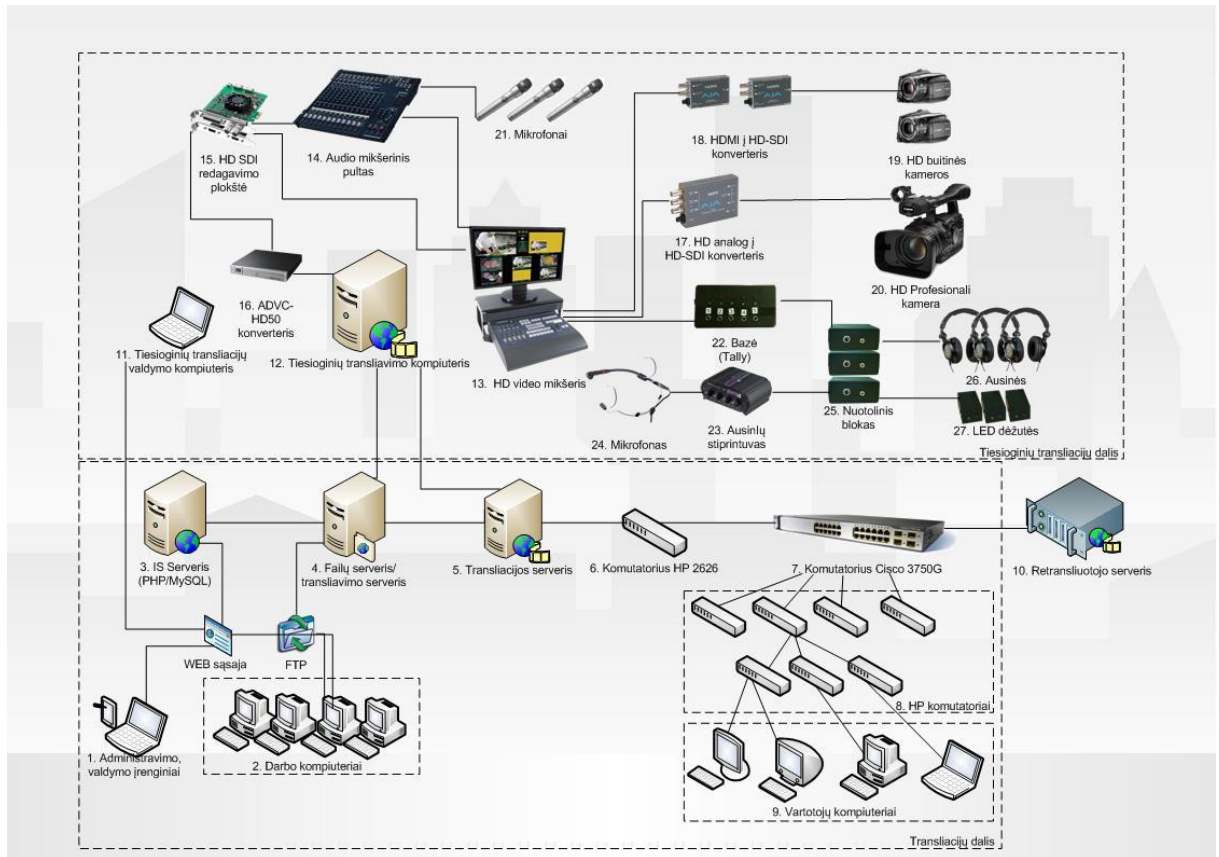 21. Mikrofonai
15. HD SDI
redagavimo
plokštė
14. Audio mikšerinis
pultas
18. HDMI į HD-SDI
konverteris
19. HD buitinės
kameros
AJA
AJA
AJA
17. HD analog į
HD-SDI konverteris
20. HD Profesionali
kamera
16. ADVC-
HD50
konverteris
11. Tiesioginių transliacijų
valdymo kompiuteris
12. Tiesioginių transliavimo kompiuteris
13. HD video mikšeris
22. Bazė
(Tally)
24. Mikrofonas
23. Ausinių
stiprintuvas
25. Nuotolinis
blokas
26. Ausinės
27. LED dėžutės
Tiesioginių transliacijų dalis
3. IS Serveris
(PHP/MySQL)
4. Failų serveris/
transliavimo serveris
5. Transliacijos serveris
6. Komutatorius HP 2626
7. Komutatorius Cisco 3750G
10. Retransliuotojo serveris
WEB sąsaja
FTP
8. HP komutatoriai
1. Administravimo,
valdymo įrenginiai
2. Darbo kompiuteriai
9. Vartotojų kompiuteriai
Transliacijų dalis